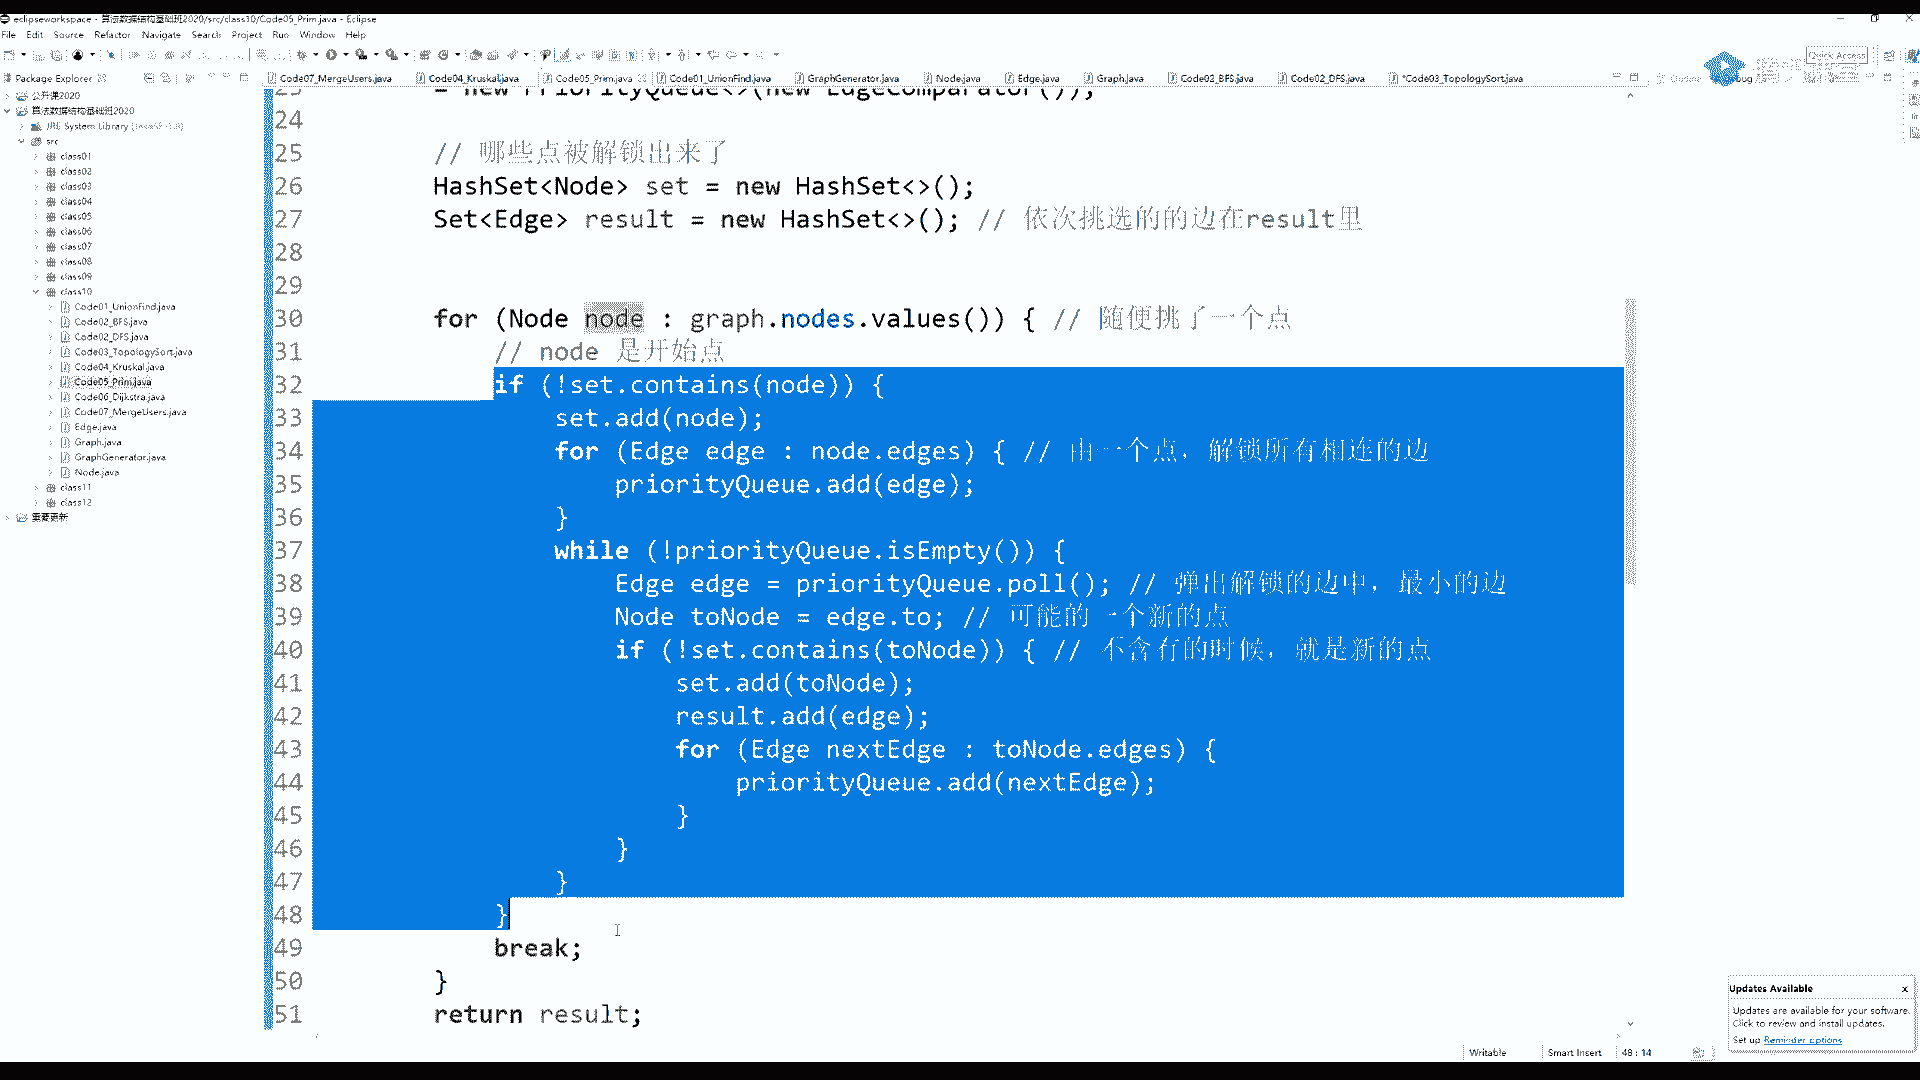 eclipseworkspace - 算法数据结构基础班2020/src/class10/Code05_Prim.java - Eclipse
File Edit Source Refactor Navigate Search Project Run Window Help
Quick Access
Package Explorer
Code07_MergeUsers.java Code04_Kruskal.java Code05_Prim.java Code01_UnionFind.java GraphGenerator.java Node.java Edge.java Graph.java Code02_BFS.java Code02_DFS.java *Code03_TopologySort.java
Outline
公开课2020
算法数据结构基础班2020
JRE System Library
src
class01
class02
class03
class04
class05
class06
class07
class08
class09
class10
Code01_UnionFind.java
Code02_BFS.java
Code02_DFS.java
Code03_TopologySort.java
Code04_Kruskal.java
Code05_Prim.java
Code06_Dijkstra.java
Code07_MergeUsers.java
Edge.java
Graph.java
GraphGenerator.java
Node.java
class11
class12
重要更新
23 = new PriorityQueue<>(new EdgeComparator());
24
25 // 哪些点被解锁出来了
26 HashSet<Node> set = new HashSet<>();
27 Set<Edge> result = new HashSet<>(); // 依次挑选的的边在result里
28
29
30 for (Node node : graph.nodes.values()) { // 随便挑了一个点
31 // node 是开始点
32 if (!set.contains(node)) {
33 set.add(node);
34 for (Edge edge : node.edges) { // 由一个点，解锁所有相连的边
35 priorityQueue.add(edge);
36 }
37 while (!priorityQueue.isEmpty()) {
38 Edge edge = priorityQueue.poll(); // 弹出解锁的边中，最小的边
39 Node toNode = edge.to; // 可能的一个新的点
40 if (!set.contains(toNode)) { // 不含有的时候，就是新的点
41 set.add(toNode);
42 result.add(edge);
43 for (Edge nextEdge : toNode.edges) {
44 priorityQueue.add(nextEdge);
45 }
46 }
47 }
48 }
49 break;
50 }
51 return result;
Updates Available x
Updates are available for your software.
Click to review and install updates.
Set up Reminder options
Writable Smart Insert 48 : 14